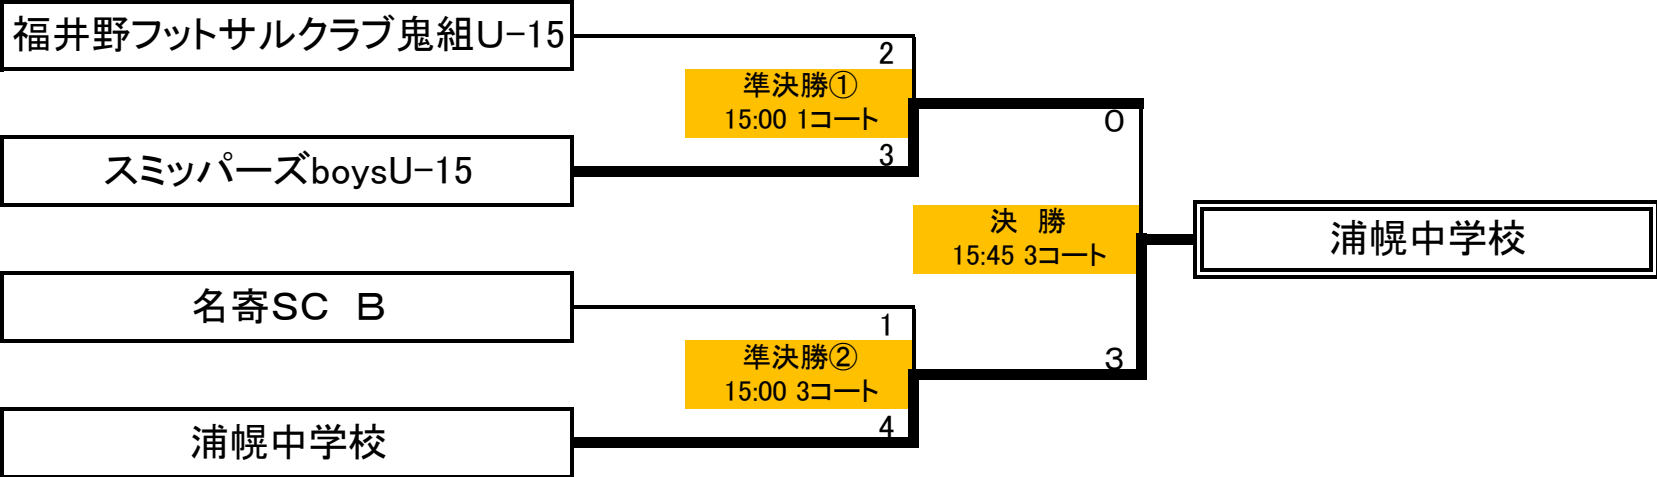 福井野フットサルクラブ鬼組U-15
2
準決勝①
15:00 1コート
3
スミッパーズboysU-15
0
決 勝
15:45 3コート
浦幌中学校
名寄SC B
1
準決勝②
15:00 3コート
3
4
浦幌中学校